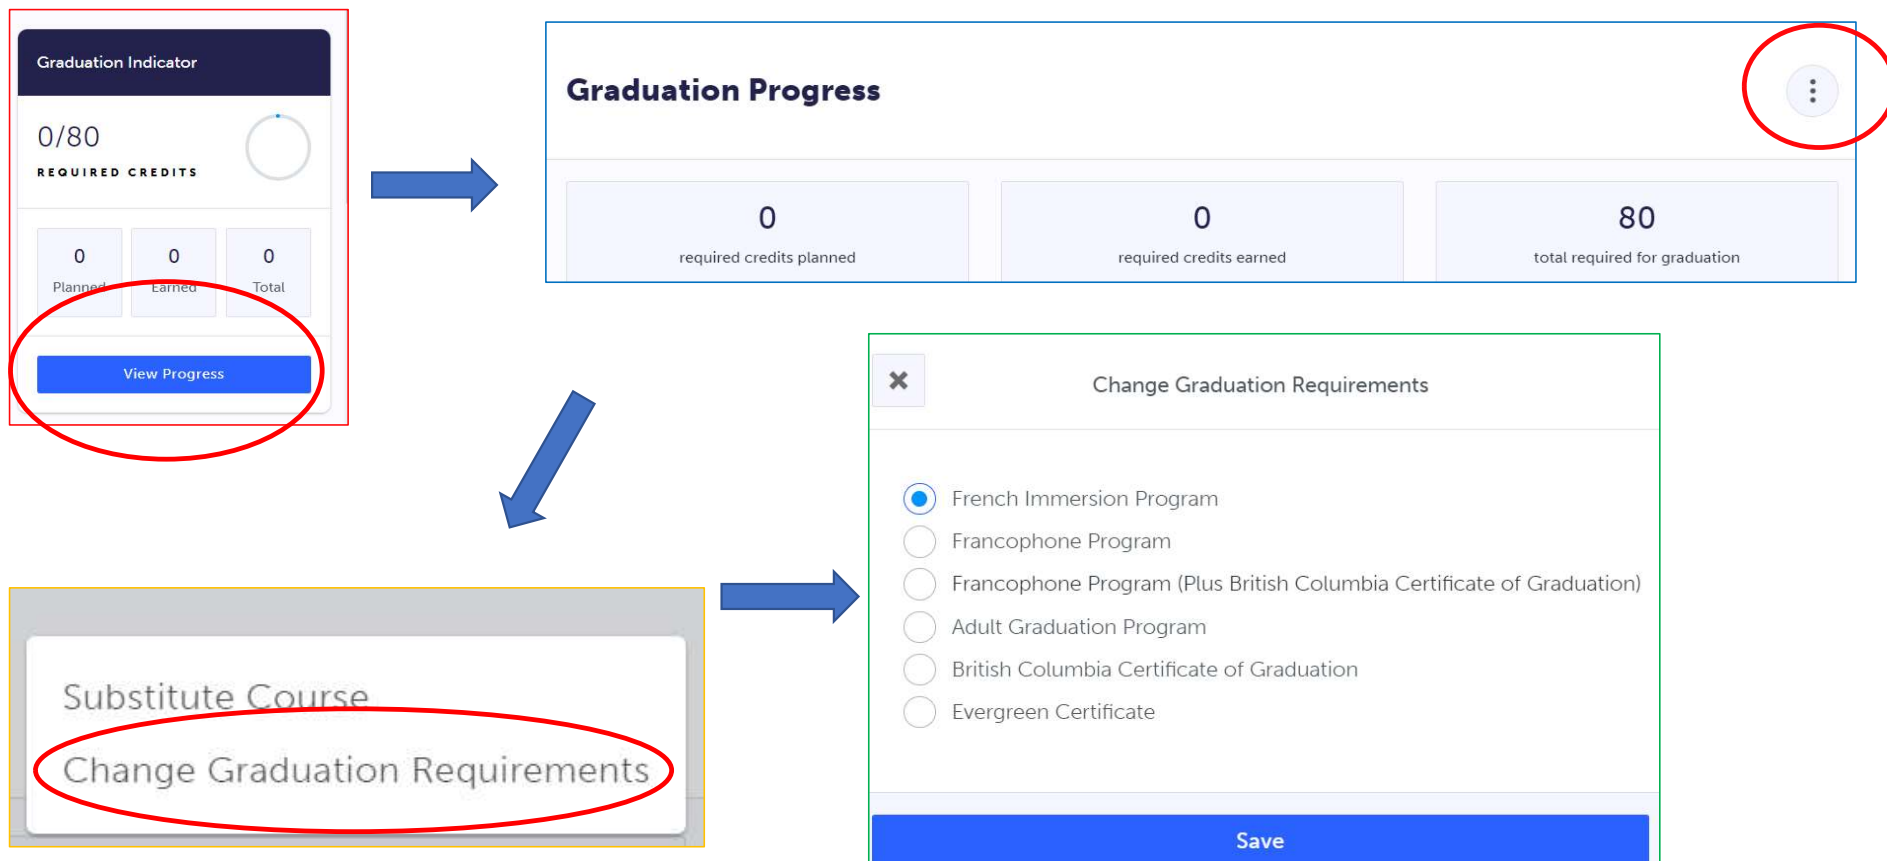 Graduation Indicator
0/80
REQUIRED CREDITS
0 0 0
Planned Earned Total
View Progress
Graduation Progress
0 0 80
required credits planned required credits earned total required for graduation
Substitute Course
Change Graduation Requirements
Change Graduation Requirements
French Immersion Program
Francophone Program
Francophone Program (Plus British Columbia Certificate of Graduation)
Adult Graduation Program
British Columbia Certificate of Graduation
Evergreen Certificate
Save